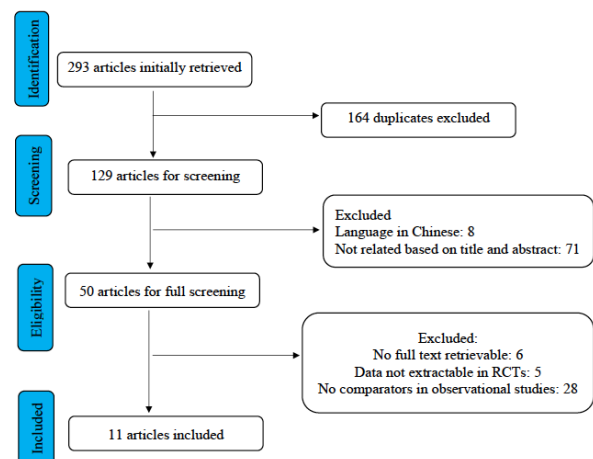 Identification
293 articles initially retrieved
164 duplicates excluded
Screening
129 articles for screening
Excluded
Language in Chinese: 8
Not related based on title and abstract: 71
Eligibility
50 articles for full screening
Excluded:
No full text retrievable: 6
Data not extractable in RCTs: 5
No comparators in observational studies: 28
Included
11 articles included